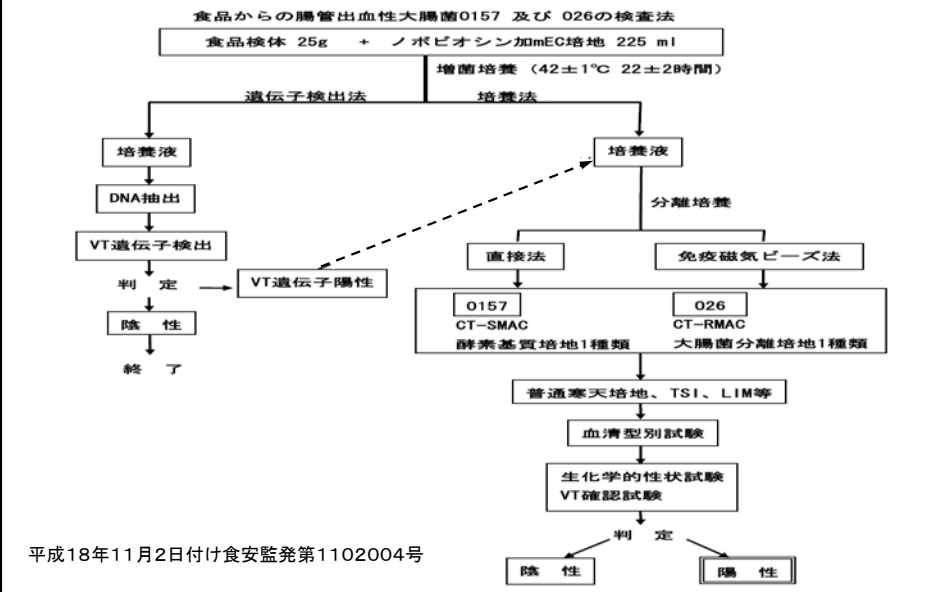 食品からの腸管出血性大腸菌O157 及び O26の検査法
食品検体 25g + ノボビオシン加mEC培地 225 ml
増菌培養 (42±1℃ 22±2時間)
遺伝子検出法
培養法
培養液
培養液
DNA抽出
分離培養
VT遺伝子検出
直接法
免疫磁気ビーズ法
判 定
VT遺伝子陽性
O157
CT-SMAC
酵素基質培地1種類
O26
CT-RMAC
大腸菌分離培地1種類
陰 性
終 了
普通寒天培地、TSI、LIM等
血清型別試験
生化学的性状試験
VT確認試験
判 定
陰 性
陽 性
平成18年11月2日付け食安監発第1102004号